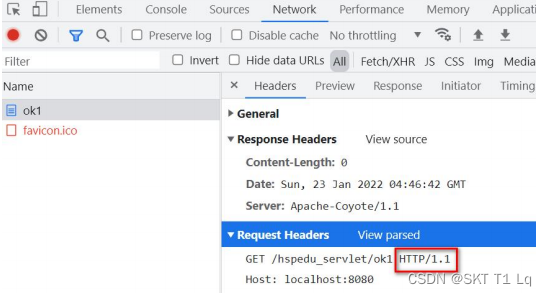 Elements Console Sources Network Performance Memory Applicati
Preserve log Disable cache No throttling
Filter Invert Hide data URLs All Fetch/XHR JS CSS Img Media
Name × Headers Preview Response Initiator Timing
ok1
favicon.ico
General
Response Headers View source
Content-Length: 0
Date: Sun, 23 Jan 2022 04:46:42 GMT
Server: Apache-Coyote/1.1
Request Headers View parsed
GET /hspedu_servlet/ok1 HTTP/1.1
Host: localhost:8080
CSDN @SKT T1 Lq